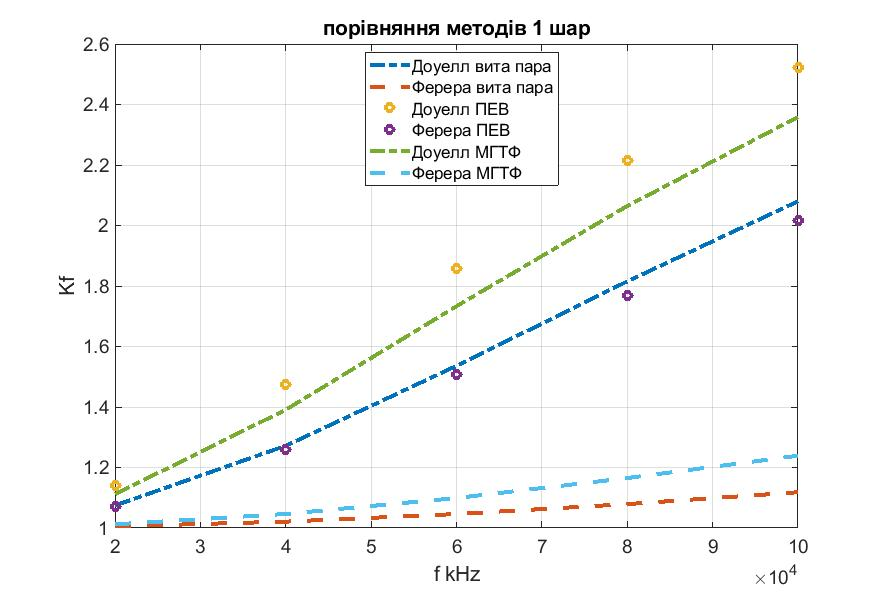 порівняння методів 1 шар
Доуелл вита пара
Ферера вита пара
Доуелл ПЕВ
Ферера ПЕВ
Доуелл МГТФ
Ферера МГТФ
2.6
2.4
2.2
2
1.8
1.6
1.4
1.2
1
Kf
2 3 4 5 6 7 8 9 10
f kHz
×10⁴